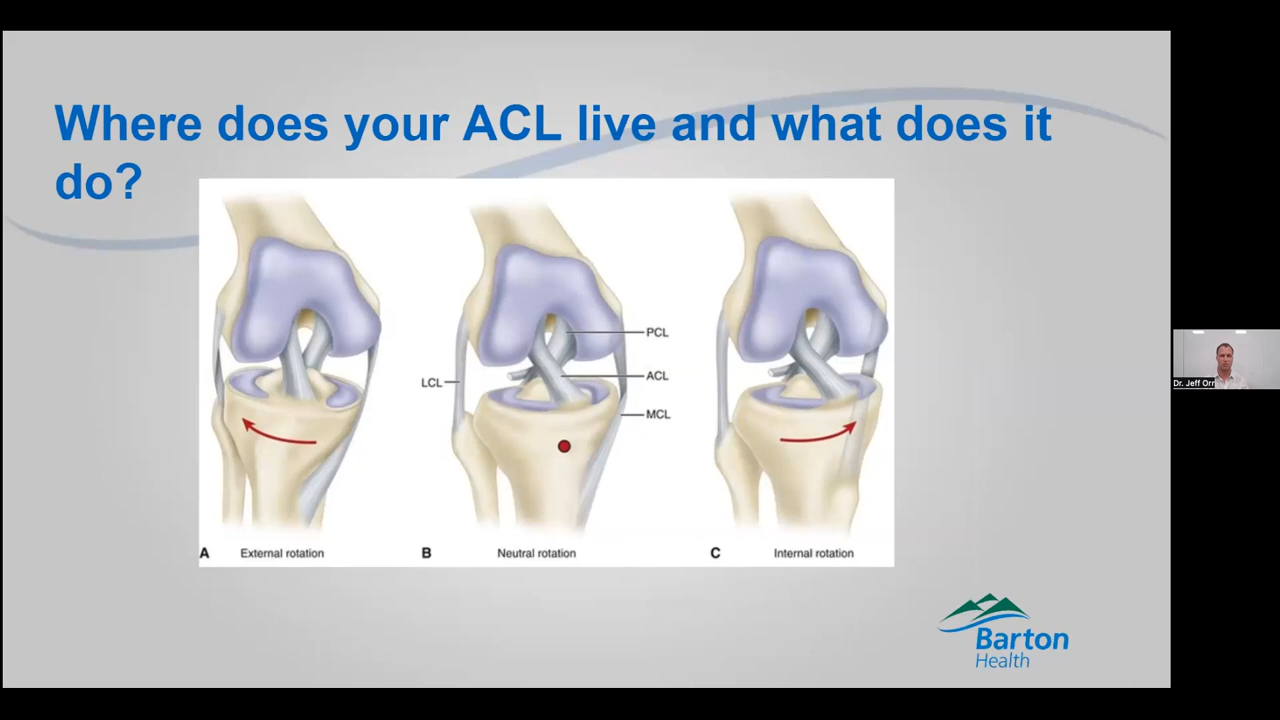 Where does your ACL live and what does it
do?
PCL
ACL
LCL
MCL
A External rotation
B Neutral rotation
C Internal rotation
Barton
Health
Dr. Jeff Orr